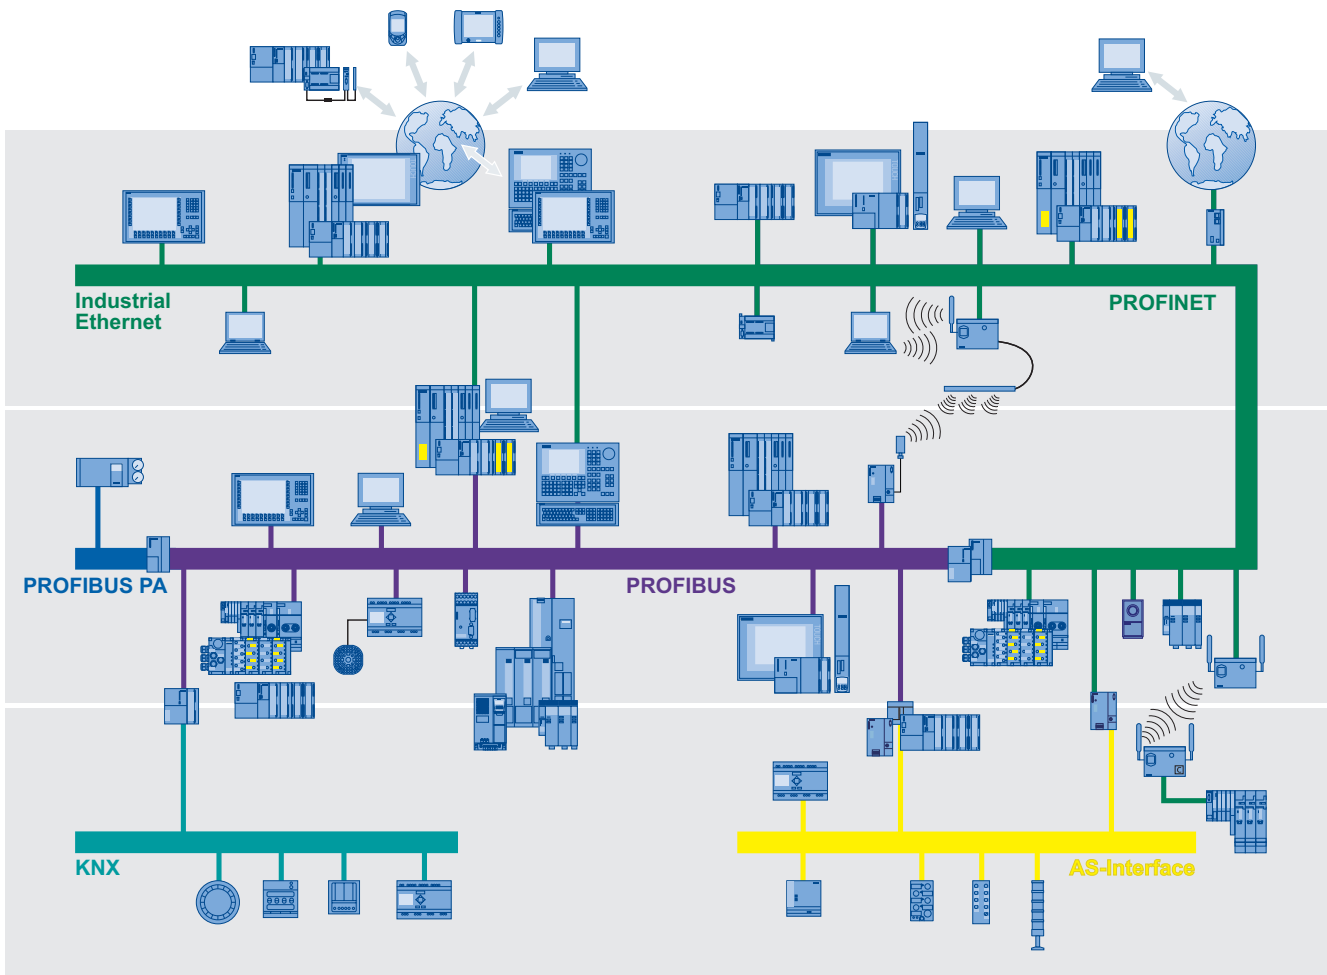 Industrial
Ethernet
PROFINET
PROFIBUS PA
PROFIBUS
KNX
AS-Interface